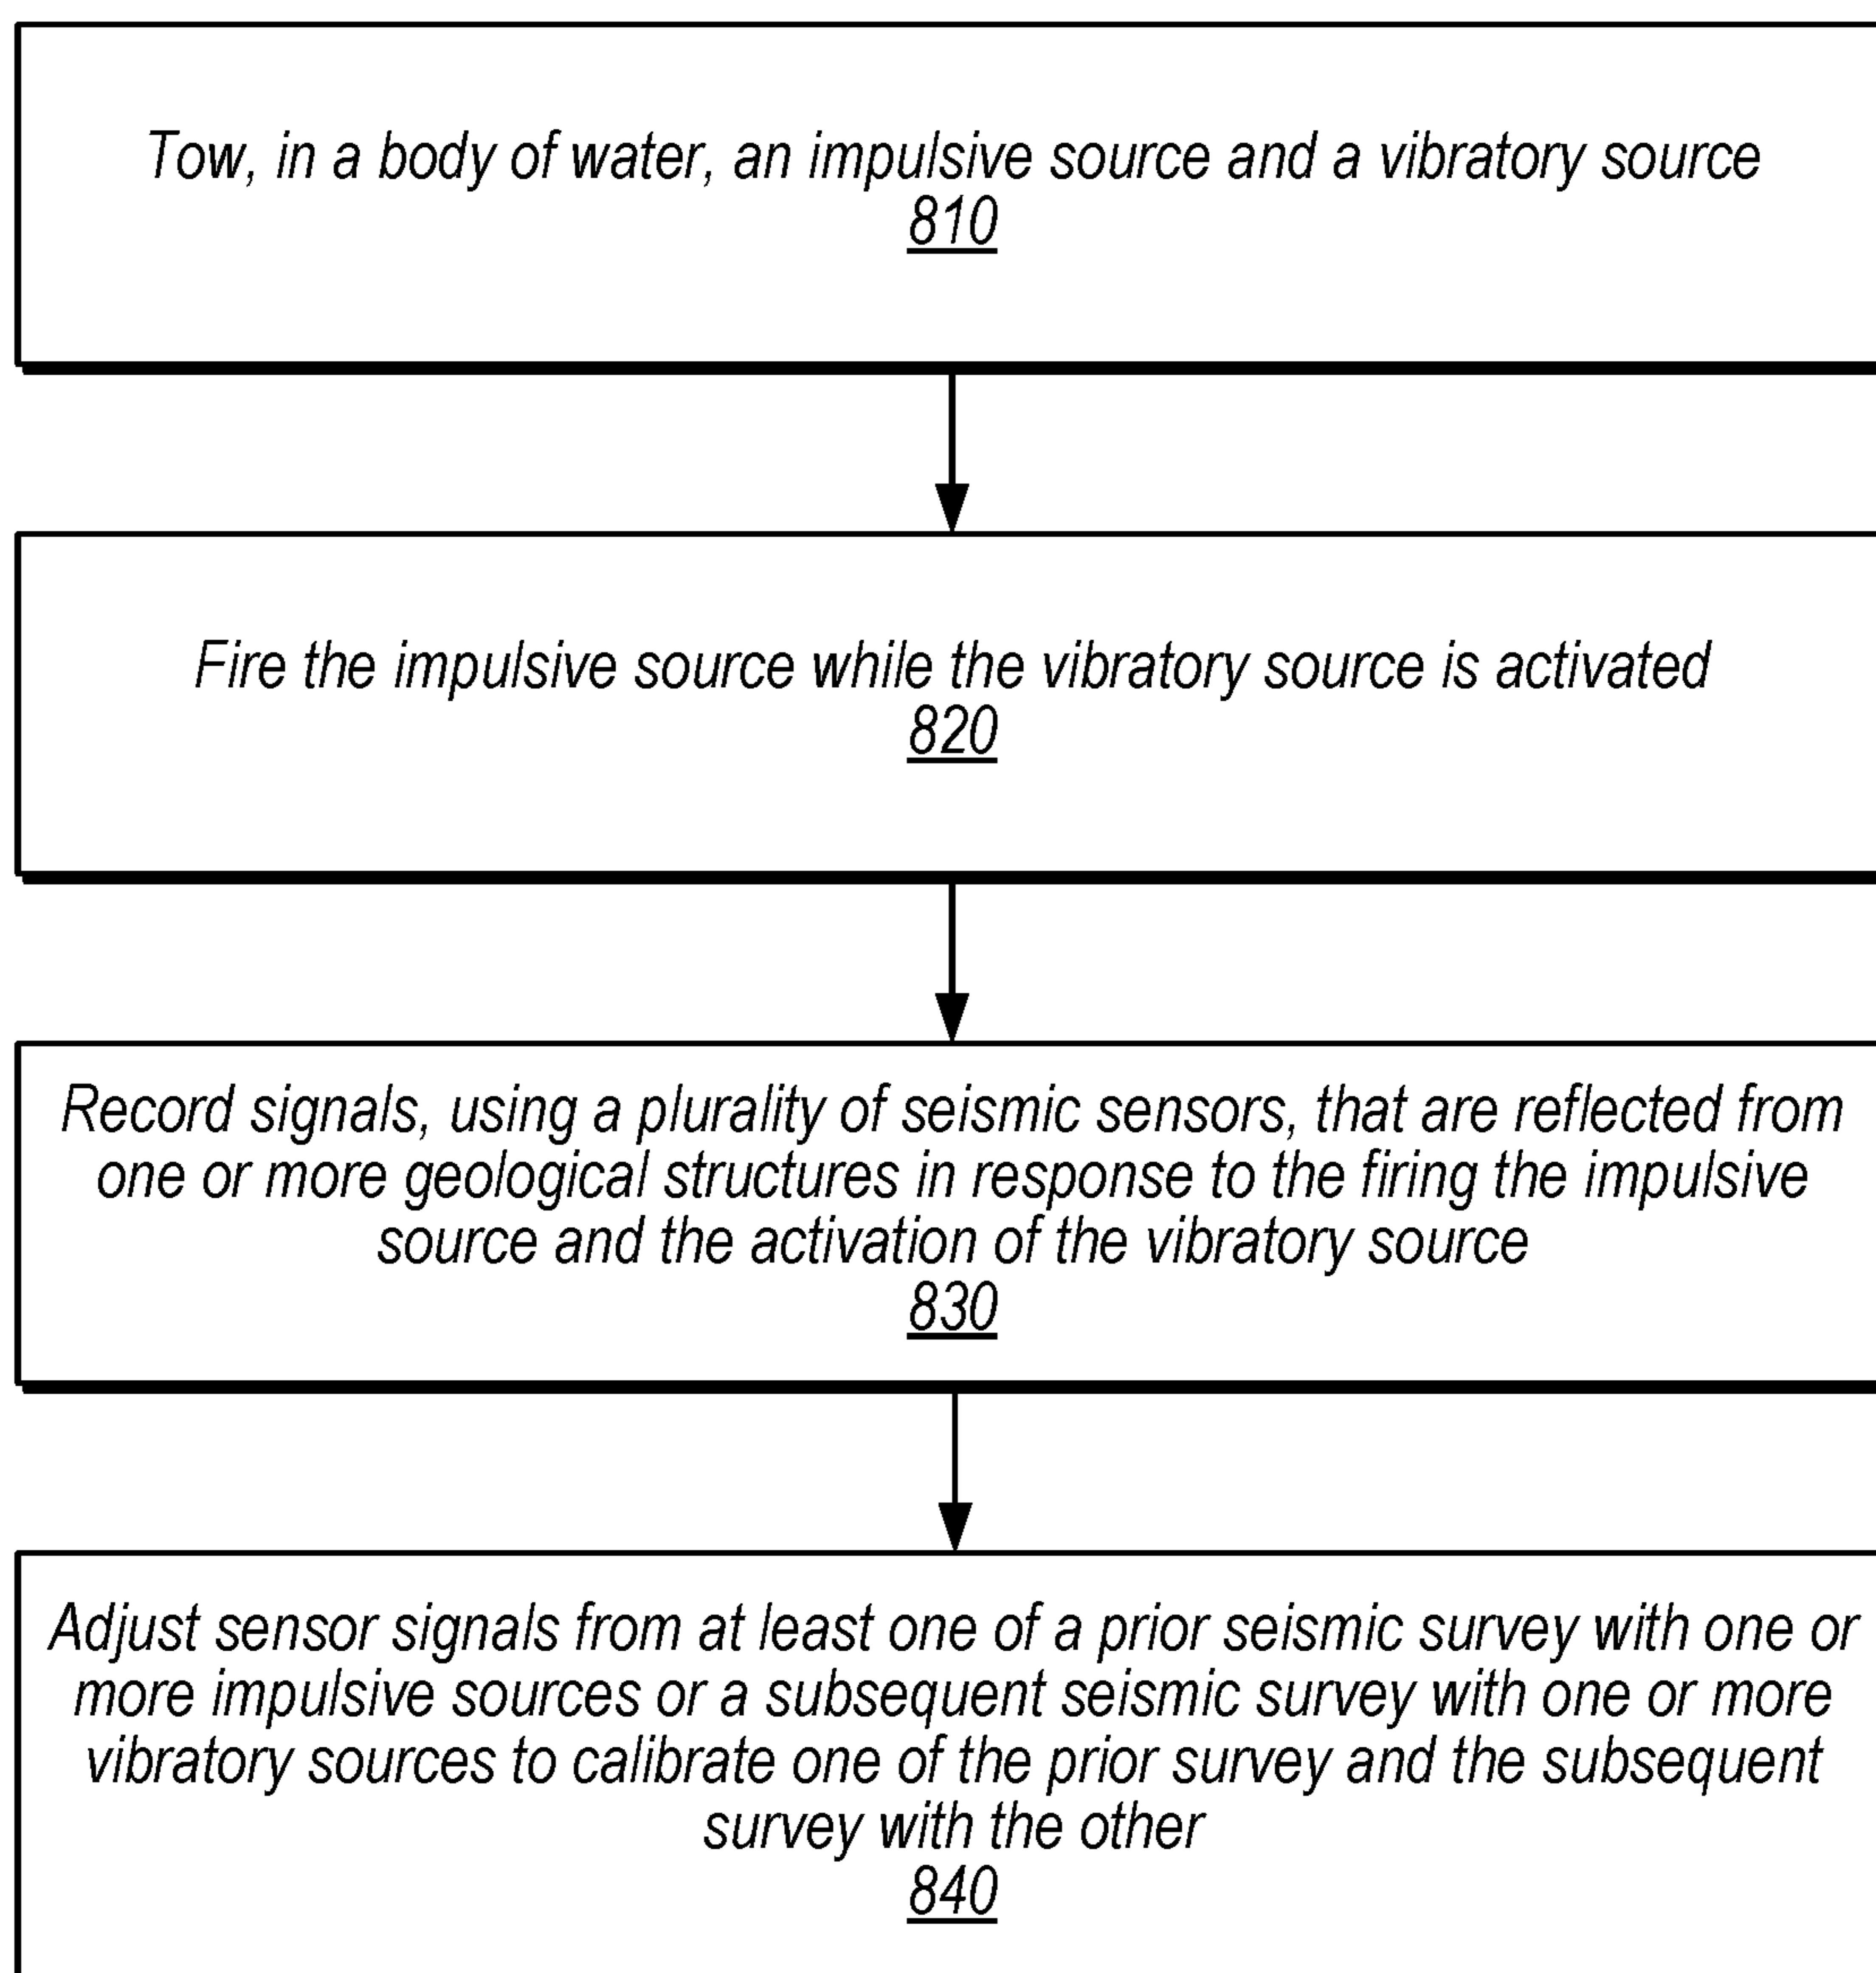 Tow, in a body of water, an impulsive source and a vibratory source
810
Fire the impulsive source while the vibratory source is activated
820
Record signals, using a plurality of seismic sensors, that are reflected from
one or more geological structures in response to the firing the impulsive
source and the activation of the vibratory source
830
Adjust sensor signals from at least one of a prior seismic survey with one or
more impulsive sources or a subsequent seismic survey with one or more
vibratory sources to calibrate one of the prior survey and the subsequent
survey with the other
840